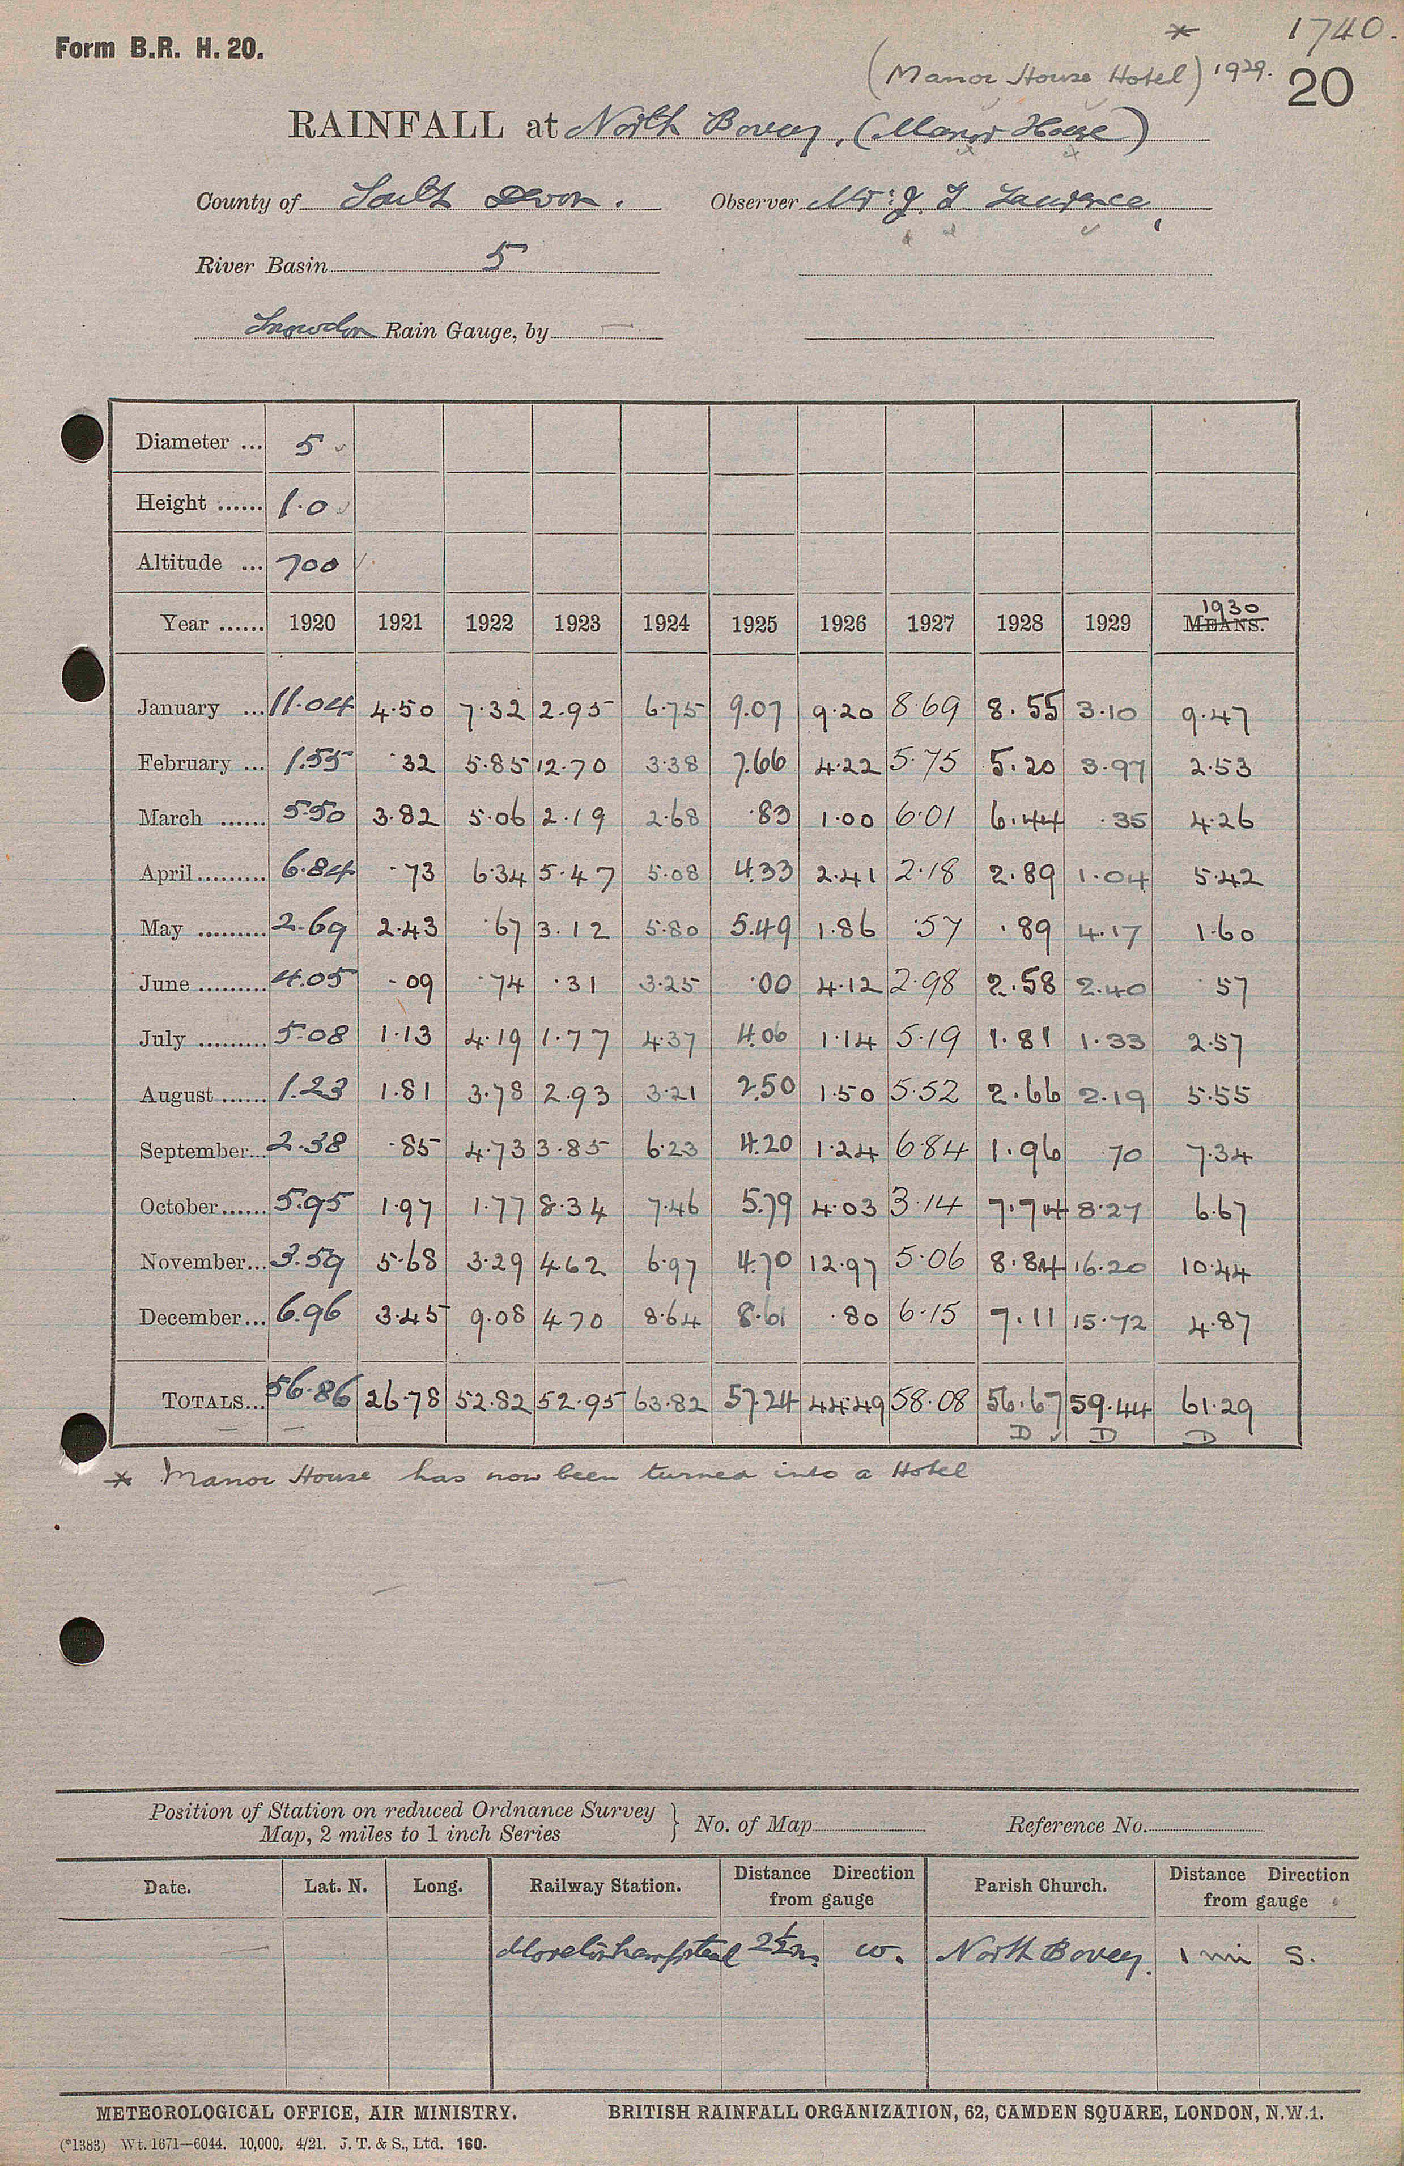 Form B.R. H. 20.
* 1740.
(Manor House Hotel) 1929. 20
RAINFALL at North Bovey, (Manor House)
County of South Devon. Observer Mr. J. T. Lawrence,
River Basin 5
Snowdon Rain Gauge, by —
Diameter ... 5
Height ...... 1.0
Altitude ... 700
Year ...... 1920 1921 1922 1923 1924 1925 1926 1927 1928 1929 1930 MEANS.
January ... 11.04 4.50 7.32 2.95 6.75 9.07 9.20 8.69 8.55 3.10 9.47
February ... 1.55 .32 5.85 12.70 3.38 7.66 4.22 5.75 5.20 3.97 2.53
March ...... 5.50 3.82 5.06 2.19 2.68 .83 1.00 6.01 6.44 .35 4.26
April ......... 6.84 .73 6.34 5.47 5.08 4.33 2.41 2.18 2.89 1.04 5.42
May ......... 2.69 2.43 .67 3.12 5.80 5.49 1.86 .57 .89 4.17 1.60
June ......... 4.05 .09 .74 .31 3.25 .00 4.12 2.98 2.58 2.40 .57
July ......... 5.08 1.13 4.19 1.77 4.37 4.06 1.14 5.19 1.81 1.33 2.57
August ...... 1.23 1.81 3.78 2.93 3.21 2.50 1.50 5.52 2.66 2.19 5.55
September... 2.38 .85 4.73 3.85 6.23 4.20 1.24 6.84 1.96 70 7.34
October...... 5.95 1.97 1.77 8.34 7.46 5.79 4.03 3.14 7.74 8.27 6.67
November... 3.59 5.68 3.29 4.62 6.97 4.70 12.97 5.06 8.84 16.20 10.44
December... 6.96 3.45 9.08 4.70 8.64 8.61 .80 6.15 7.11 15.72 4.87
TOTALS... 56.86 26.78 52.82 52.95 63.82 57.24 44.49 58.08 56.67 59.44 61.29
D D D
* Manor House has now been turned into a Hotel
Position of Station on reduced Ordnance Survey Map, 2 miles to 1 inch Series } No. of Map Reference No.
Date. Lat. N. Long. Railway Station. Distance Direction from gauge Parish Church. Distance Direction from gauge
Moretonhampstead 2½m. W. North Bovey. 1 mi S.
METEOROLOGICAL OFFICE, AIR MINISTRY. BRITISH RAINFALL ORGANIZATION, 62, CAMDEN SQUARE, LONDON, N.W.1.
(*1383) Wt. 1671—6044. 10,000. 4/21. J. T. & S., Ltd. 160.